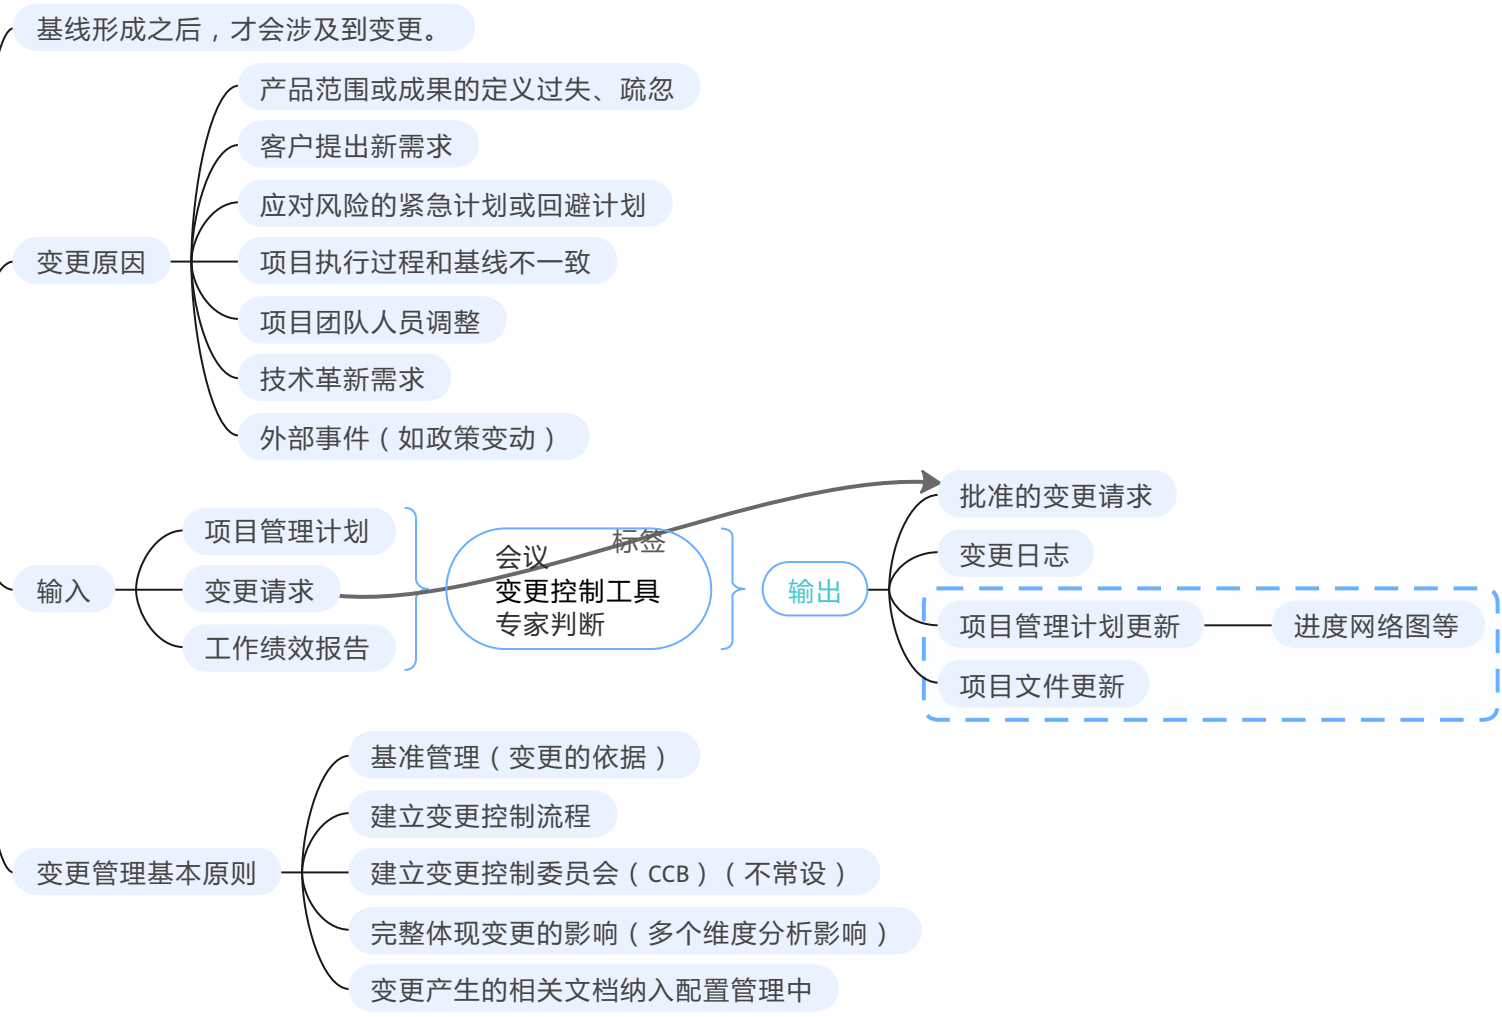 基线形成之后，才会涉及到变更。
变更原因
产品范围或成果的定义过失、疏忽
客户提出新需求
应对风险的紧急计划或回避计划
项目执行过程和基线不一致
项目团队人员调整
技术革新需求
外部事件（如政策变动）
输入
项目管理计划
变更请求
工作绩效报告
标签
会议
变更控制工具
专家判断
输出
批准的变更请求
变更日志
项目管理计划更新
进度网络图等
项目文件更新
变更管理基本原则
基准管理（变更的依据）
建立变更控制流程
建立变更控制委员会（CCB）（不常设）
完整体现变更的影响（多个维度分析影响）
变更产生的相关文档纳入配置管理中